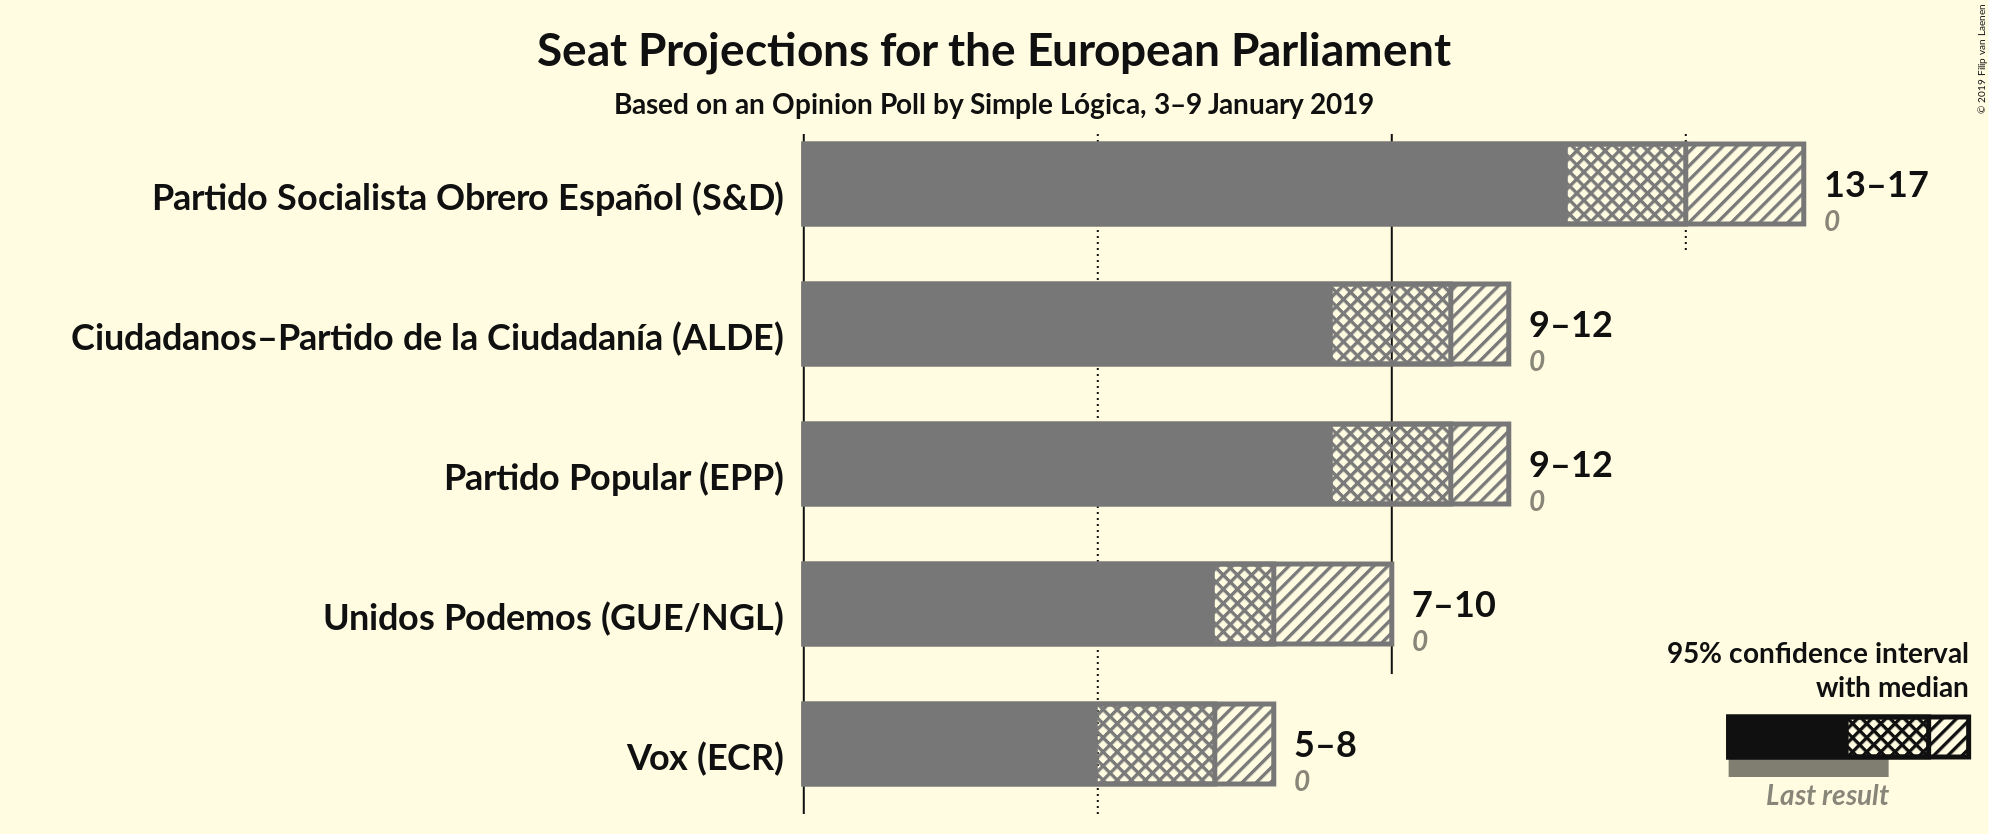 Seat Projections for the European Parliament
Based on an Opinion Poll by Simple Lógica, 3–9 January 2019
© 2019 Filip van Laenen
Partido Socialista Obrero Español (S&D)
13–17
0
Ciudadanos–Partido de la Ciudadanía (ALDE)
9–12
0
Partido Popular (EPP)
9–12
0
Unidos Podemos (GUE/NGL)
7–10
0
Vox (ECR)
5–8
0
95% confidence interval
with median
Last result